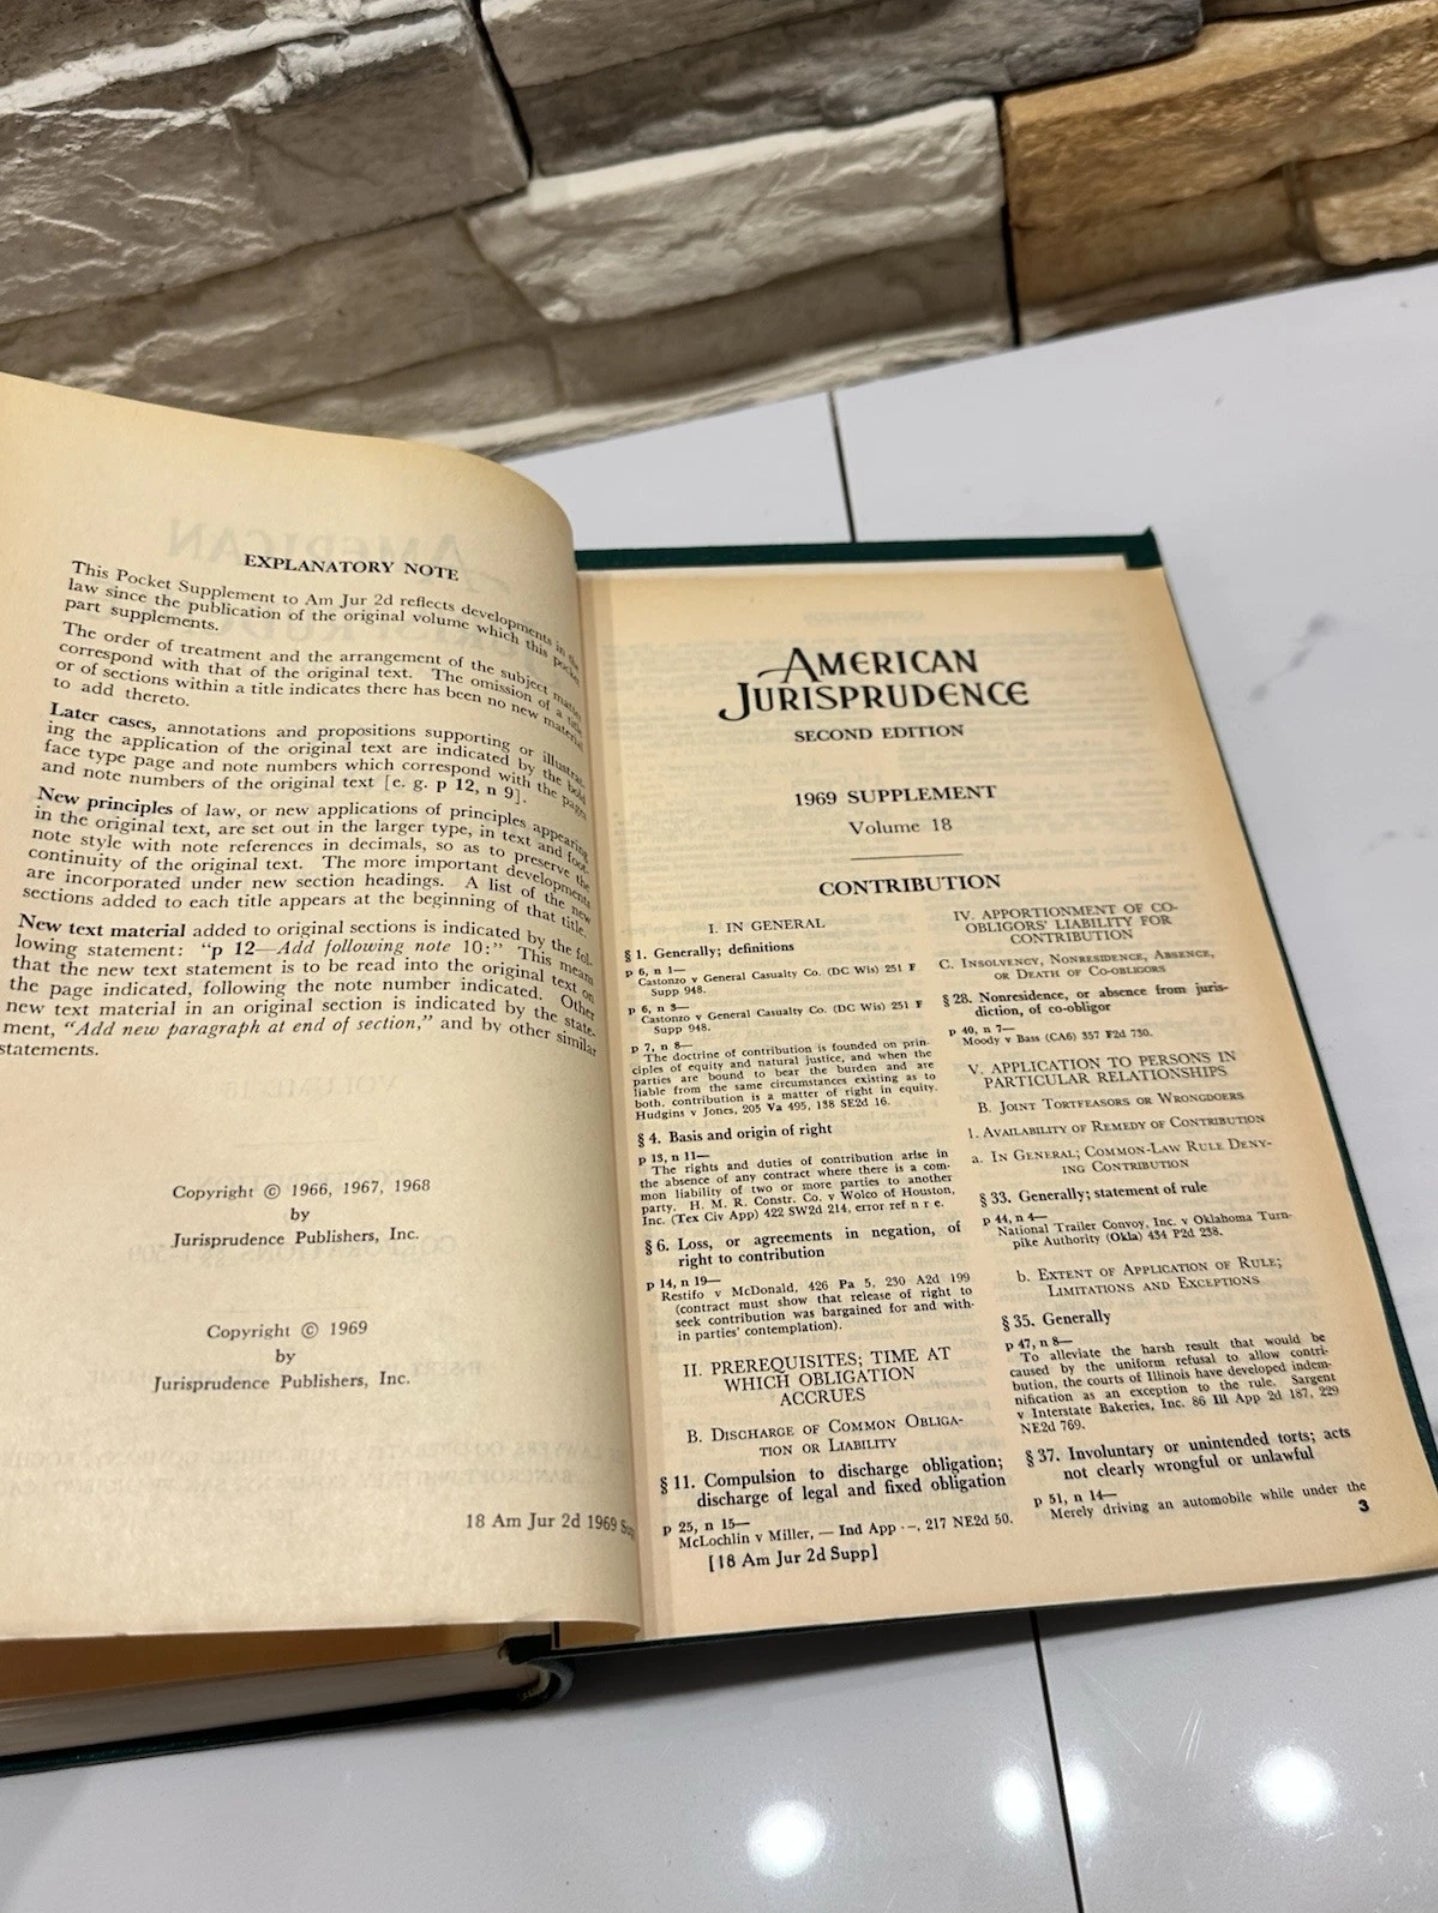 EXPLANATORY NOTE
This Pocket Supplement to Am Jur 2d reflects developments in the
law since the publication of the original volume which this pocket
part supplements.
The order of treatment and the arrangement of the subject matter
correspond with that of the original text. The omission of a title
or of sections within a title indicates there has been no new material
to add thereto.
Later cases, annotations and propositions supporting or illustrat-
ing the application of the original text are indicated by the bold
face type page and note numbers which correspond with the pages
and note numbers of the original text [e. g. p 12, n 9].
New principles of law, or new applications of principles appearing
in the original text, are set out in the larger type, in text and foot-
note style with note references in decimals, so as to preserve the
continuity of the original text. The more important developments
are incorporated under new section headings. A list of the new
sections added to each title appears at the beginning of that title.
New text material added to original sections is indicated by the fol-
lowing statement: "p 12—Add following note 10:" This means
that the new text statement is to be read into the original text on
the page indicated, following the note number indicated. Other
new text material in an original section is indicated by the state-
ment, "Add new paragraph at end of section," and by other similar
statements.
Copyright © 1966, 1967, 1968
by
Jurisprudence Publishers, Inc.
Copyright © 1969
by
Jurisprudence Publishers, Inc.
18 Am Jur 2d 1969
AMERICAN
JURISPRUDENCE
SECOND EDITION
1969 SUPPLEMENT
Volume 18
CONTRIBUTION
I. IN GENERAL
§ 1. Generally; definitions
p 6, n 1—
Castonzo v General Casualty Co. (DC Wis) 251 F
Supp 948.
p 6, n 3—
Castonzo v General Casualty Co. (DC Wis) 251 F
Supp 948.
p 7, n 8—
The doctrine of contribution is founded on prin-
ciples of equity and natural justice, and when the
parties are bound to bear the burden and are
liable from the same circumstances existing as to
both, contribution is a matter of right in equity.
Hudgins v Jones, 205 Va 495, 138 SE2d 16.
§ 4. Basis and origin of right
p 13, n 11—
The rights and duties of contribution arise in
the absence of any contract where there is a com-
mon liability of two or more parties to another
party. H. M. R. Constr. Co. v Wolco of Houston,
Inc. (Tex Civ App) 422 SW2d 214, error ref n r e.
§ 6. Loss, or agreements in negation, of
right to contribution
p 14, n 19—
Restifo v McDonald, 426 Pa 5, 230 A2d 199
(contract must show that release of right to
seek contribution was bargained for and with-
in parties' contemplation).
II. PREREQUISITES; TIME AT
WHICH OBLIGATION
ACCRUES
B. DISCHARGE OF COMMON OBLIGA-
TION OR LIABILITY
§ 11. Compulsion to discharge obligation;
discharge of legal and fixed obligation
p 25, n 15—
McLochlin v Miller, — Ind App —, 217 NE2d 50.
[18 Am Jur 2d Supp]
IV. APPORTIONMENT OF CO-
OBLIGORS' LIABILITY FOR
CONTRIBUTION
C. INSOLVENCY, NONRESIDENCE, ABSENCE,
OR DEATH OF CO-OBLIGORS
§ 28. Nonresidence, or absence from juris-
diction, of co-obligor
p 40, n 7—
Moody v Bass (CA6) 357 F2d 730.
V. APPLICATION TO PERSONS IN
PARTICULAR RELATIONSHIPS
B. JOINT TORTFEASORS OR WRONGDOERS
1. AVAILABILITY OF REMEDY OF CONTRIBUTION
a. IN GENERAL; COMMON-LAW RULE DENY-
ING CONTRIBUTION
§ 33. Generally; statement of rule
p 44, n 4—
National Trailer Convoy, Inc. v Oklahoma Turn-
pike Authority (Okla) 434 P2d 238.
b. EXTENT OF APPLICATION OF RULE;
LIMITATIONS AND EXCEPTIONS
§ 35. Generally
p 47, n 8—
To alleviate the harsh result that would be
caused by the uniform refusal to allow contri-
bution, the courts of Illinois have developed indem-
nification as an exception to the rule. Sargent
v Interstate Bakeries, Inc. 86 Ill App 2d 187, 229
NE2d 769.
§ 37. Involuntary or unintended torts; acts
not clearly wrongful or unlawful
p 51, n 14—
Merely driving an automobile while under the
3